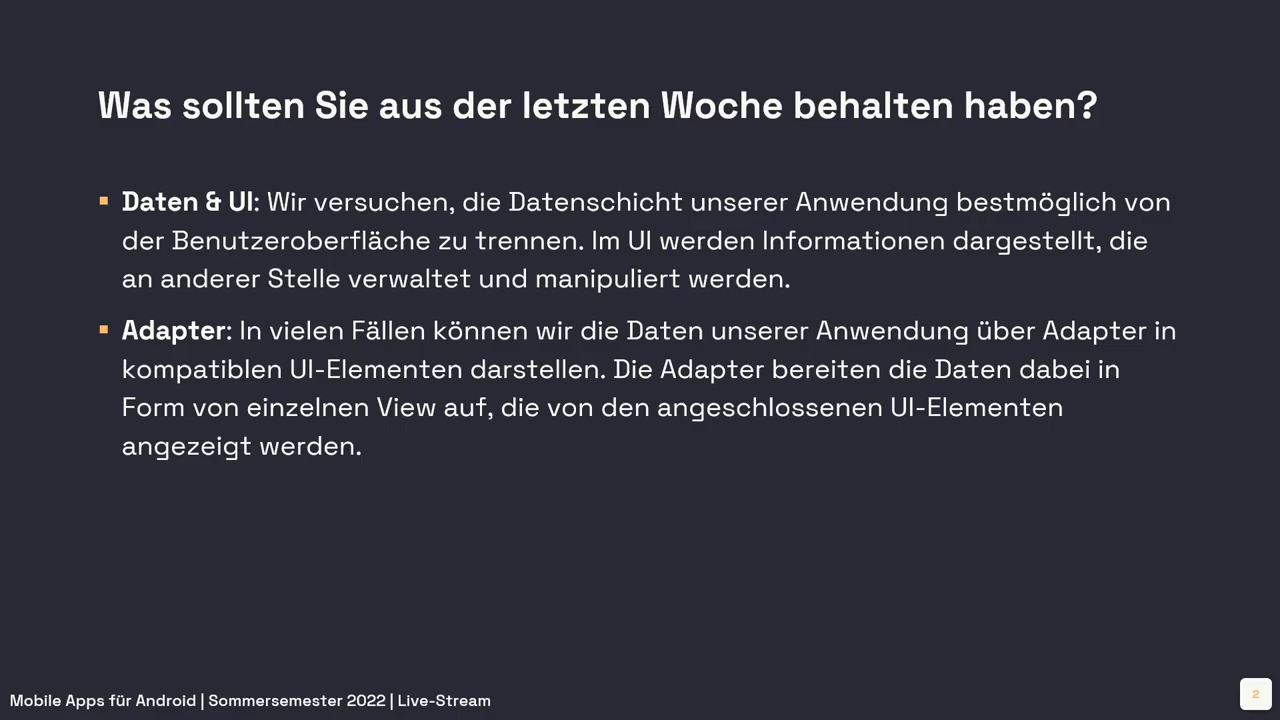 Was sollten Sie aus der letzten Woche behalten haben?
▪ Daten & UI: Wir versuchen, die Datenschicht unserer Anwendung bestmöglich von
der Benutzeroberfläche zu trennen. Im UI werden Informationen dargestellt, die
an anderer Stelle verwaltet und manipuliert werden.
▪ Adapter: In vielen Fällen können wir die Daten unserer Anwendung über Adapter in
kompatiblen UI-Elementen darstellen. Die Adapter bereiten die Daten dabei in
Form von einzelnen View auf, die von den angeschlossenen UI-Elementen
angezeigt werden.
Mobile Apps für Android | Sommersemester 2022 | Live-Stream
2